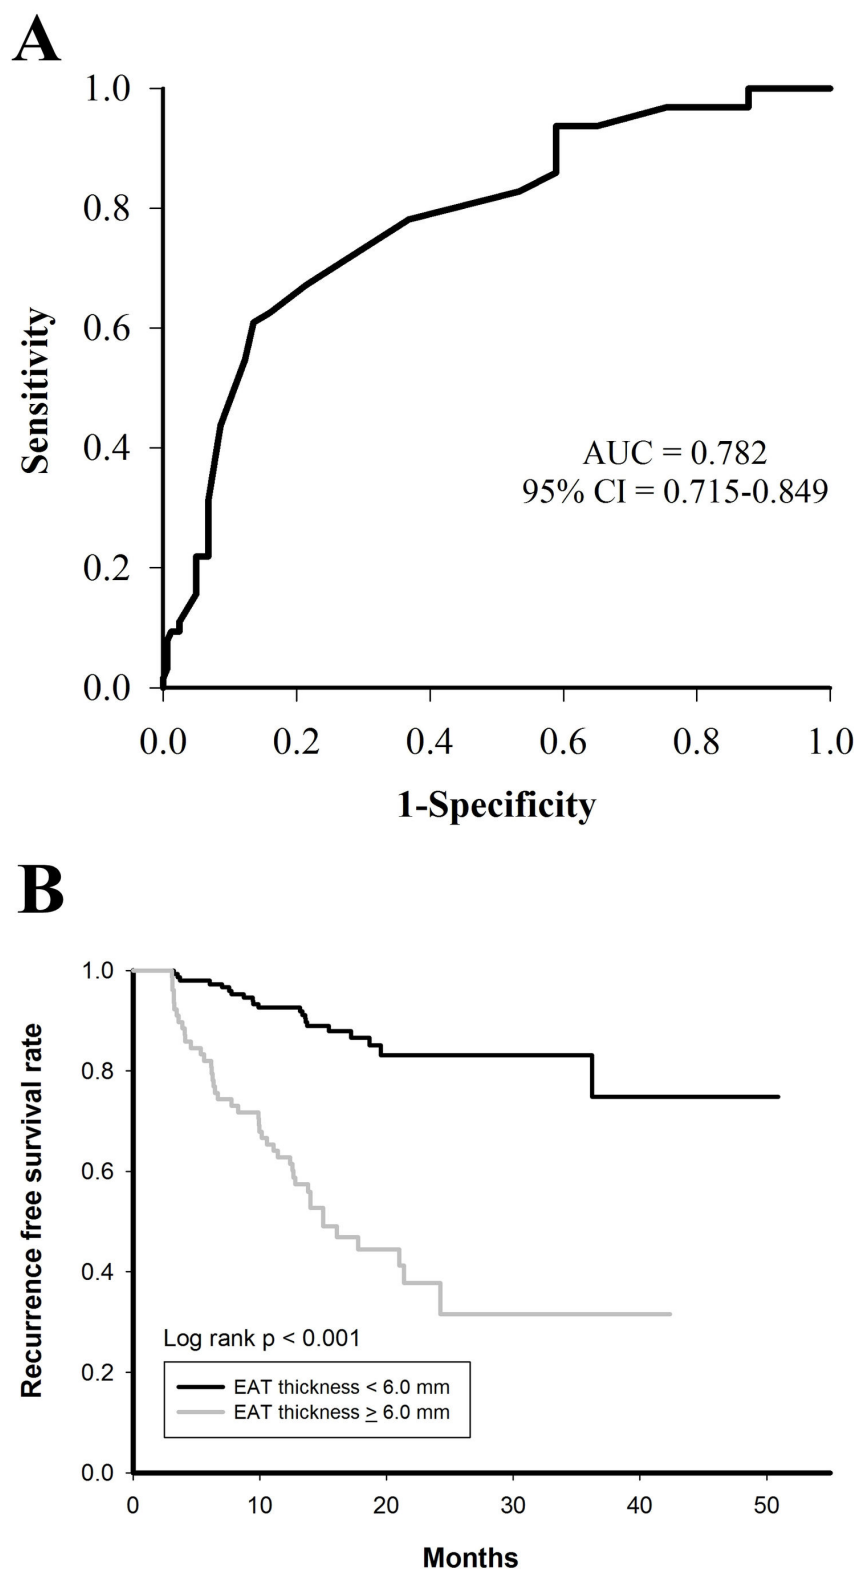 A
1.0
0.8
0.6
0.4
0.2
0.0
Sensitivity
AUC = 0.782
95% CI = 0.715-0.849
0.0 0.2 0.4 0.6 0.8 1.0
1-Specificity
B
1.0
0.8
0.6
0.4
0.2
0.0
Recurrence free survival rate
Log rank p < 0.001
EAT thickness < 6.0 mm
EAT thickness ≥ 6.0 mm
0 10 20 30 40 50
Months